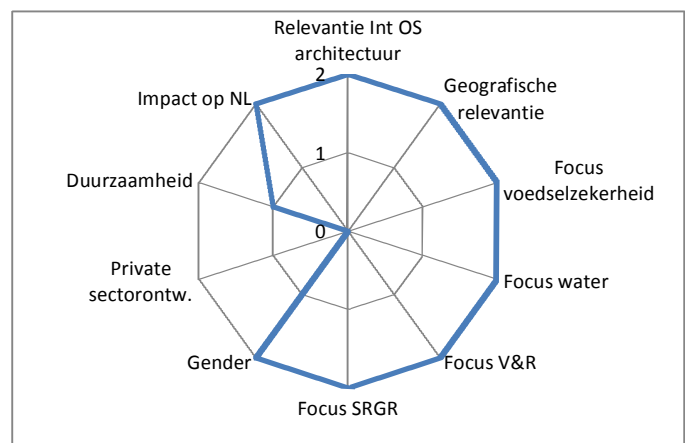 Relevantie Int OS
architectuur
2
Impact op NL
Geografische
relevantie
1
Duurzaamheid
Focus
voedselzekerheid
0
Private
sectorontw.
Focus water
Gender
Focus V&R
Focus SRGR